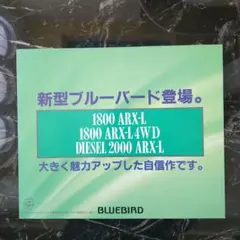 新型ブルーバード登場。
1800 ARX-L
1800 ARX-L4WD
DIESEL 2000 ARX-L
大きく魅力アップした自信作です。
BLUEBIRD